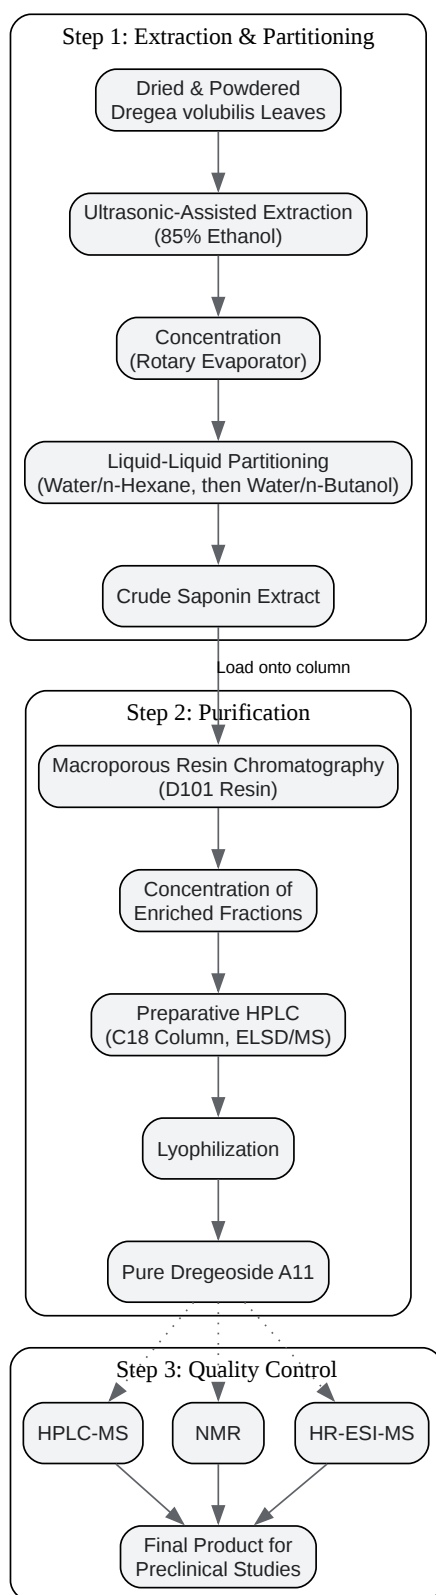 Step 1: Extraction & Partitioning
Dried & Powdered
Dregea volubilis Leaves
Ultrasonic-Assisted Extraction
(85% Ethanol)
Concentration
(Rotary Evaporator)
Liquid-Liquid Partitioning
(Water/n-Hexane, then Water/n-Butanol)
Crude Saponin Extract
Load onto column
Step 2: Purification
Macroporous Resin Chromatography
(D101 Resin)
Concentration of
Enriched Fractions
Preparative HPLC
(C18 Column, ELSD/MS)
Lyophilization
Pure Dregeoside A11
Step 3: Quality Control
HPLC-MS
NMR
HR-ESI-MS
Final Product for
Preclinical Studies